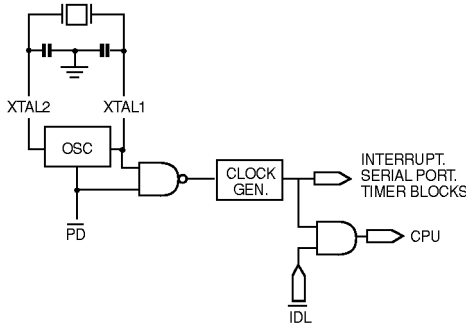 XTAL2
XTAL1
OSC
PD
CLOCK
GEN.
INTERRUPT.
SERIAL PORT.
TIMER BLOCKS
CPU
IDL